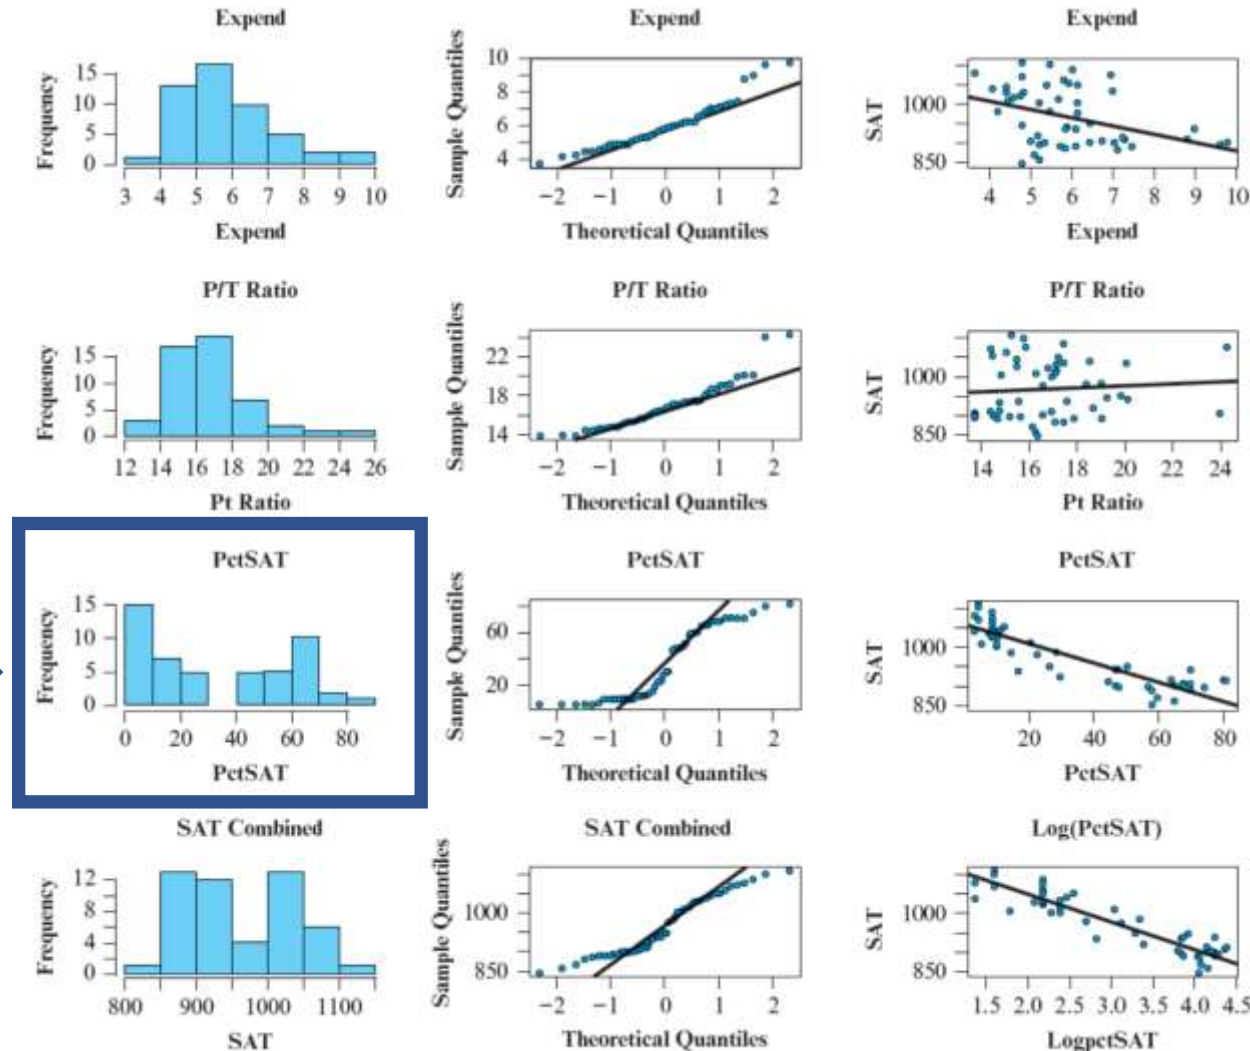 Expend
Frequency
15
10
5
0
3 4 5 6 7 8 9 10
Expend
Expend
Sample Quantiles
10
8
6
4
−2 −1 0 1 2
Theoretical Quantiles
Expend
SAT
1000
850
4 5 6 7 8 9 10
Expend
P/T Ratio
Frequency
15
10
5
0
12 14 16 18 20 22 24 26
Pt Ratio
P/T Ratio
Sample Quantiles
22
18
14
−2 −1 0 1 2
Theoretical Quantiles
P/T Ratio
SAT
1000
850
14 16 18 20 22 24
Pt Ratio
PctSAT
Frequency
15
10
5
0
0 20 40 60 80
PctSAT
PctSAT
Sample Quantiles
60
20
−2 −1 0 1 2
Theoretical Quantiles
PctSAT
SAT
1000
850
20 40 60 80
PctSAT
SAT Combined
Frequency
12
8
4
0
800 900 1000 1100
SAT
SAT Combined
Sample Quantiles
1000
850
−2 −1 0 1 2
Theoretical Quantiles
Log(PctSAT)
SAT
1000
850
1.5 2.0 2.5 3.0 3.5 4.0 4.5
LogpctSAT